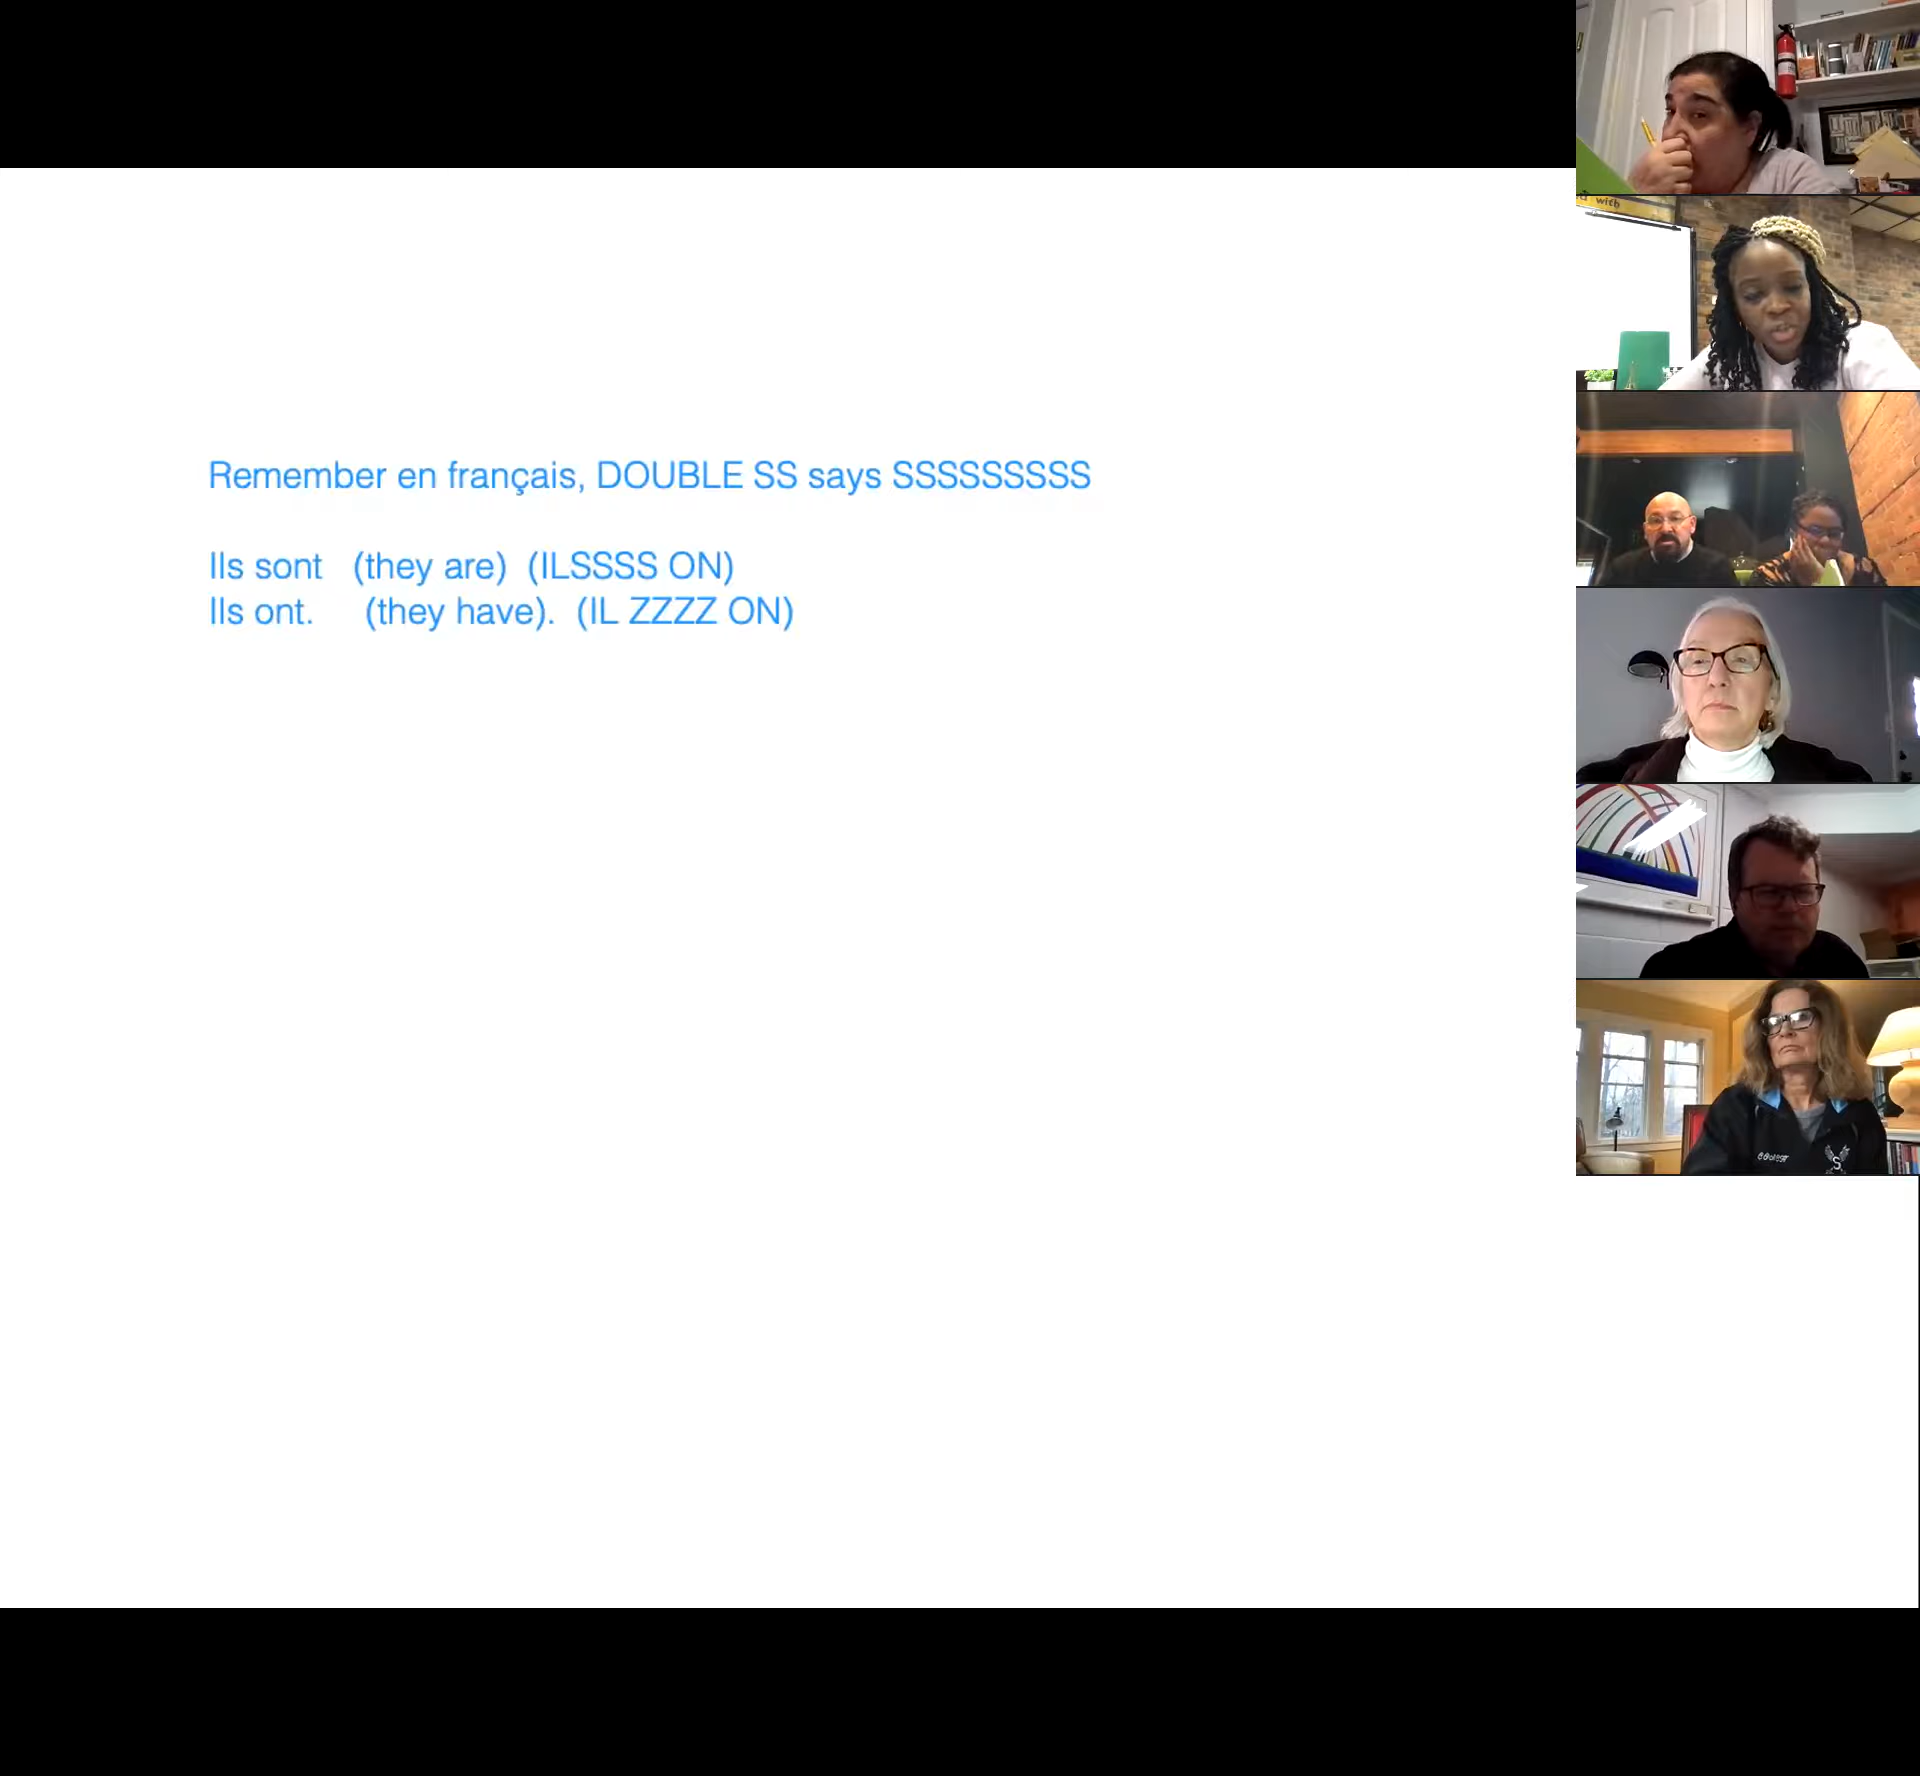 Remember en français, DOUBLE SS says SSSSSSSSS
Ils sont (they are) (ILSSSS ON)
Ils ont. (they have). (IL ZZZZ ON)
with
S